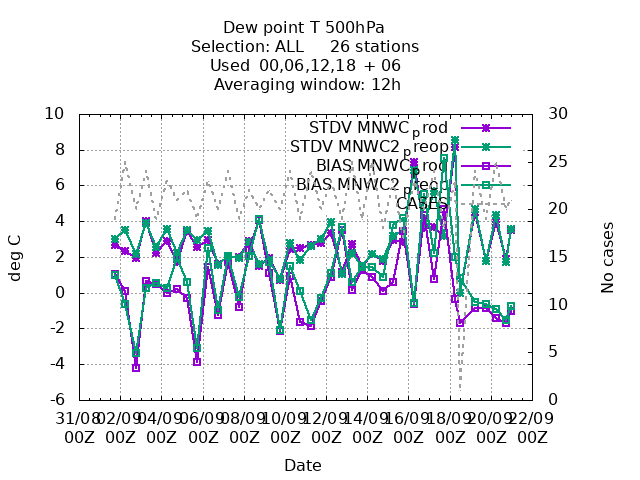 Dew point T 500hPa
Selection: ALL 26 stations
Used 00,06,12,18 + 06
Averaging window: 12h
10
8
6
4
2
0
-2
-4
-6
deg C
30
25
20
15
10
5
0
No cases
STDV MNWCprod
STDV MNWC2preop
BIAS MNWCprod
BIAS MNWC2preop
CASES
31/08 02/09 04/09 06/09 08/09 10/09 12/09 14/09 16/09 18/09 20/09 22/09
00Z 00Z 00Z 00Z 00Z 00Z 00Z 00Z 00Z 00Z 00Z 00Z
Date